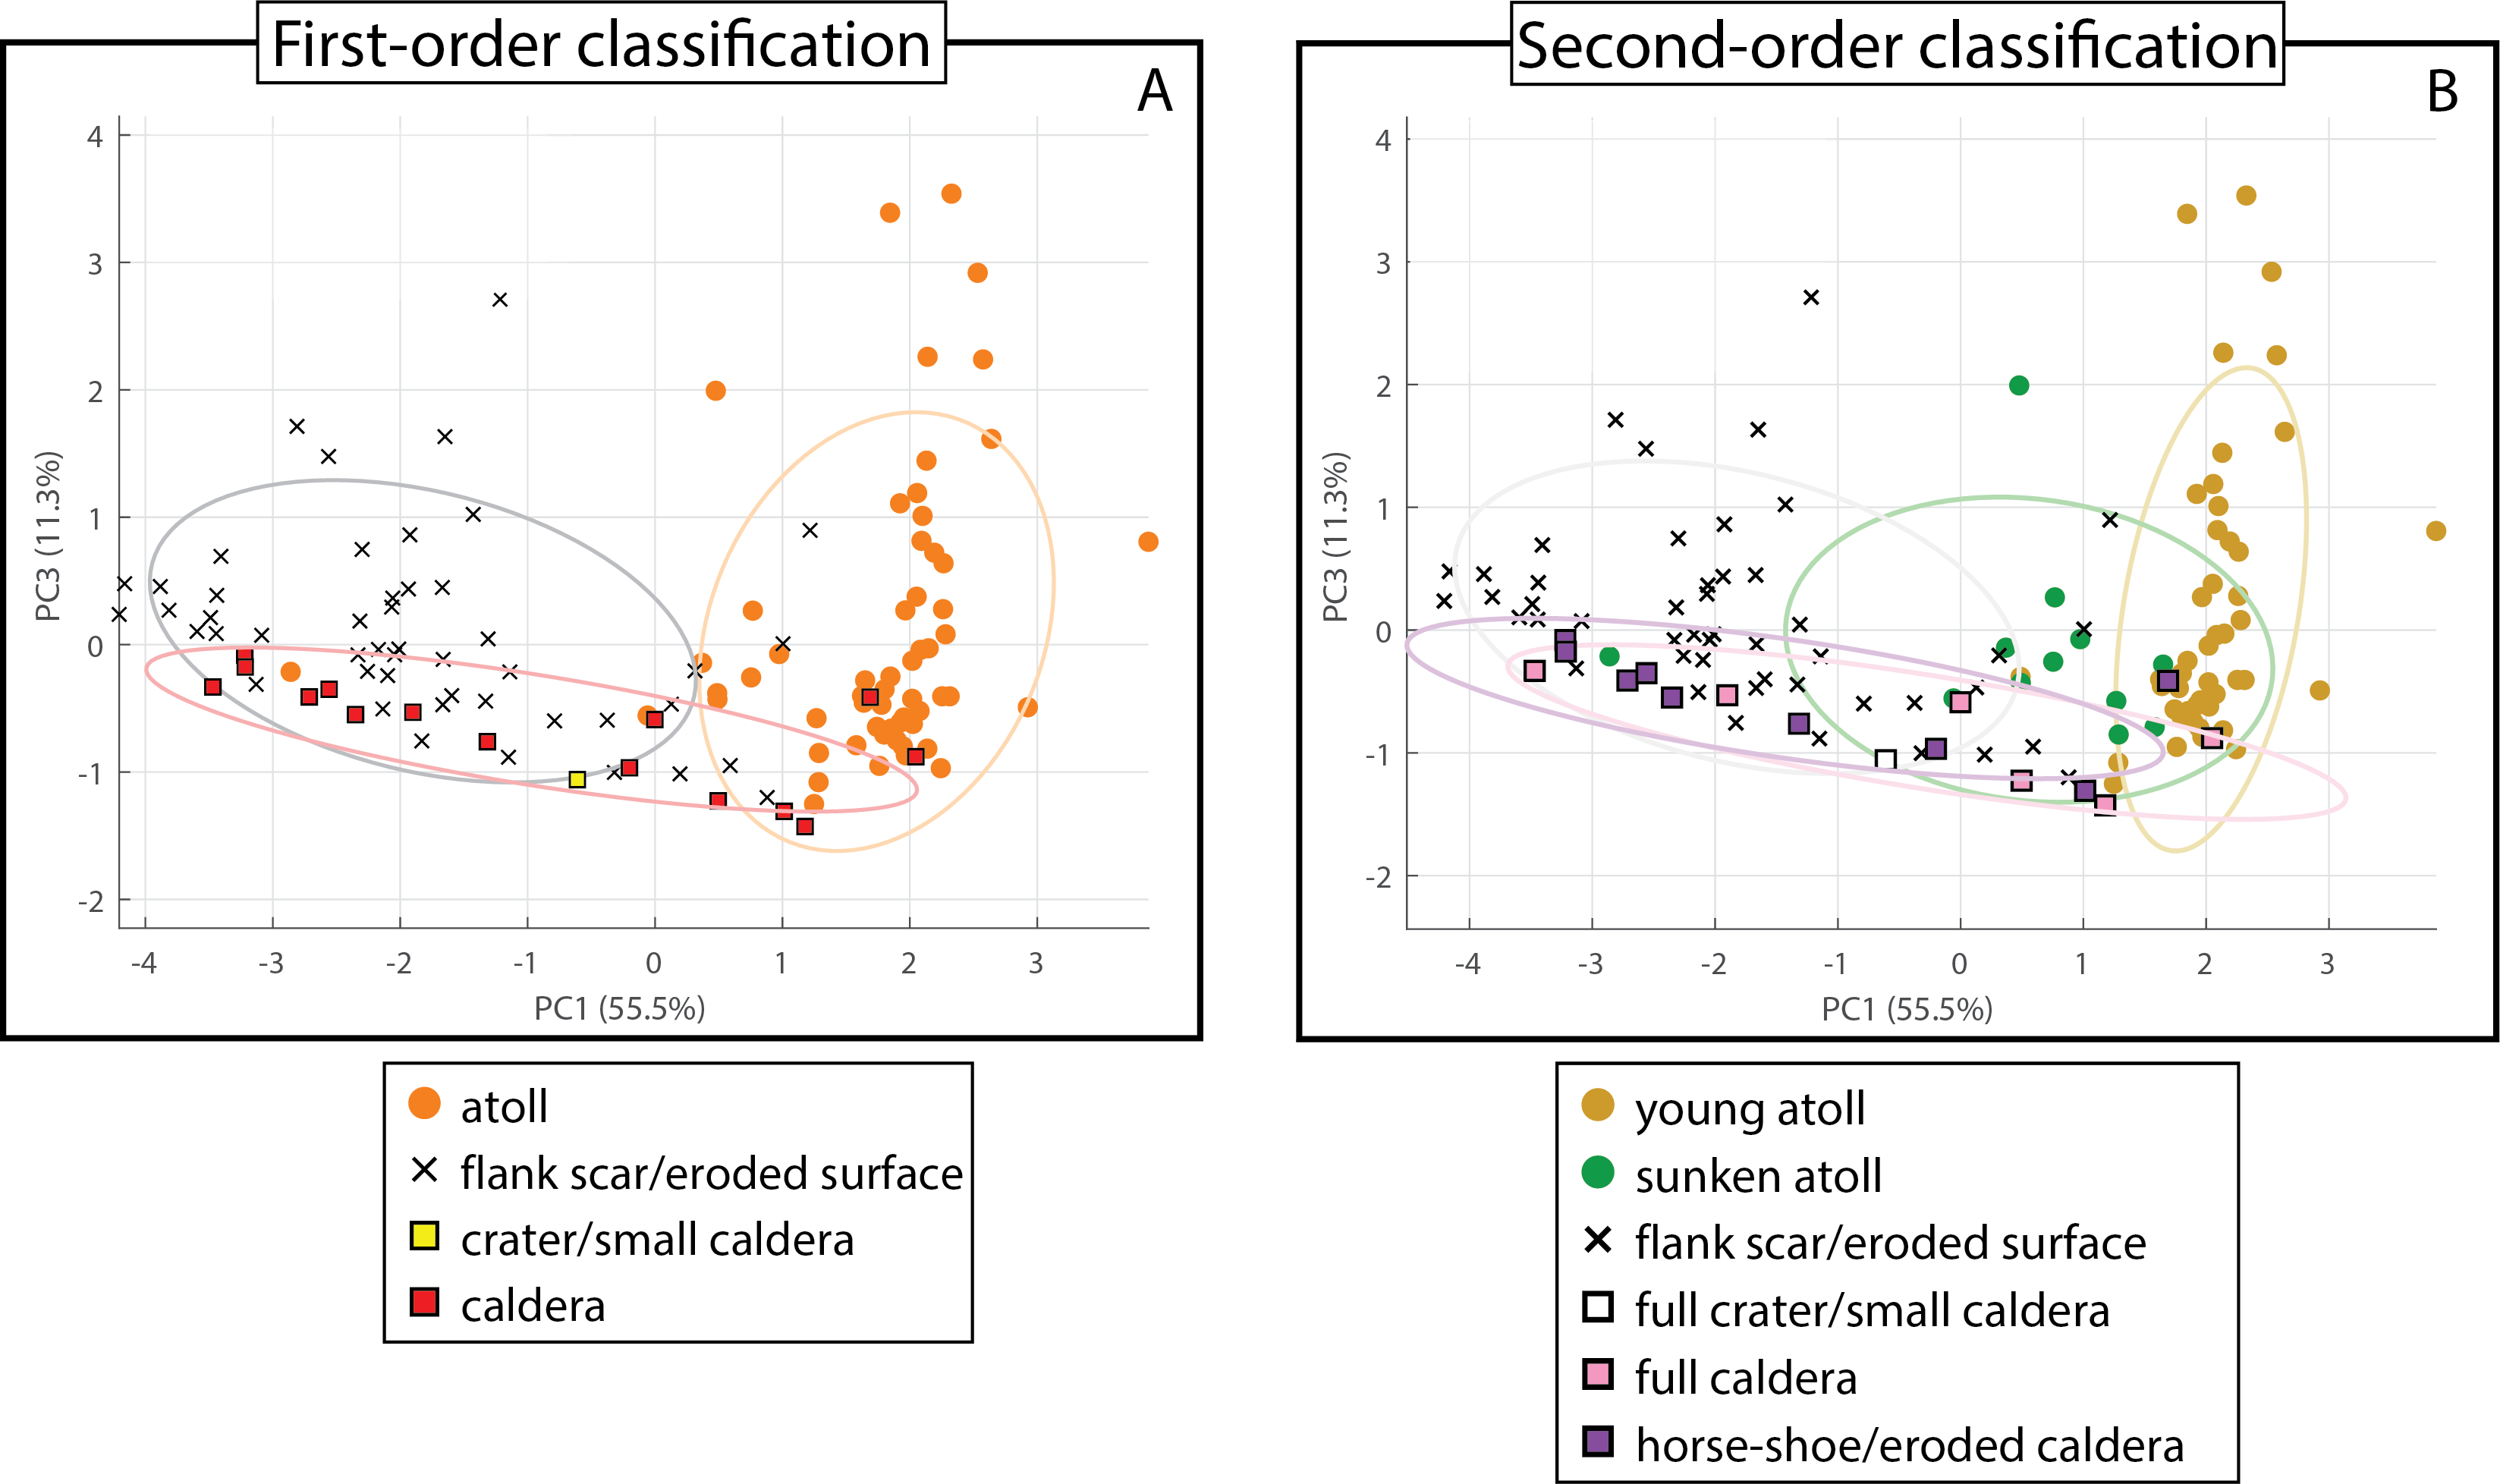 First-order classification
A
4
3
2
1
0
-1
-2
PC3 (11.3%)
-4 -3 -2 -1 0 1 2 3
PC1 (55.5%)
atoll
flank scar/eroded surface
crater/small caldera
caldera
Second-order classification
B
4
3
2
1
0
-1
-2
PC3 (11.3%)
-4 -3 -2 -1 0 1 2 3
PC1 (55.5%)
young atoll
sunken atoll
flank scar/eroded surface
full crater/small caldera
full caldera
horse-shoe/eroded caldera